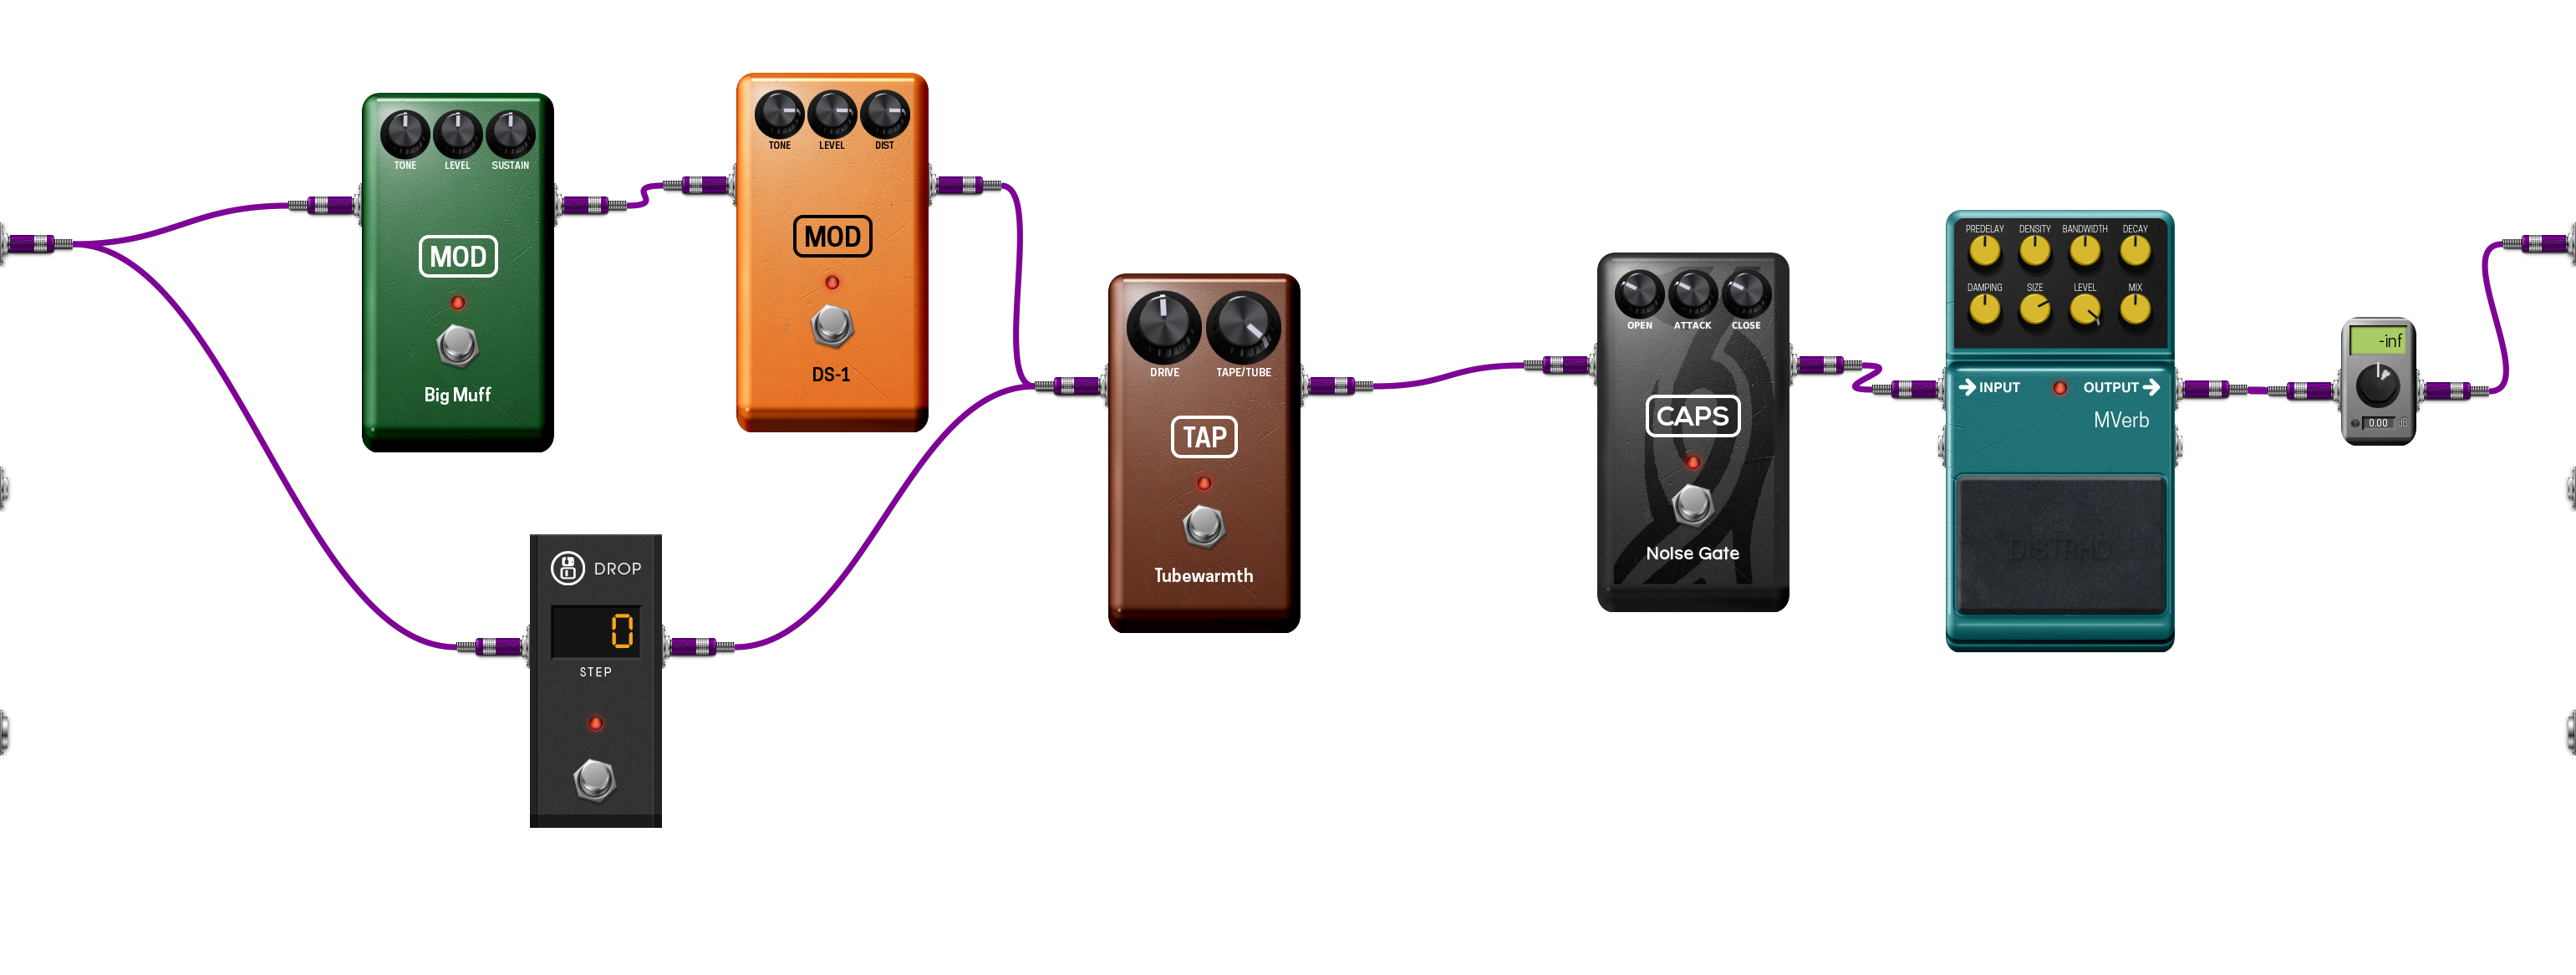 TONE LEVEL SUSTAIN
MOD
Big Muff
TONE LEVEL DIST
MOD
DS-1
DROP
0
STEP
DRIVE TAPE/TUBE
TAP
Tubewarmth
OPEN ATTACK CLOSE
CAPS
Noise Gate
PREDELAY DENSITY BANDWIDTH DECAY
DAMPING SIZE LEVEL MIX
INPUT OUTPUT
MVerb
DISTRHO
-inf
0.00 dB